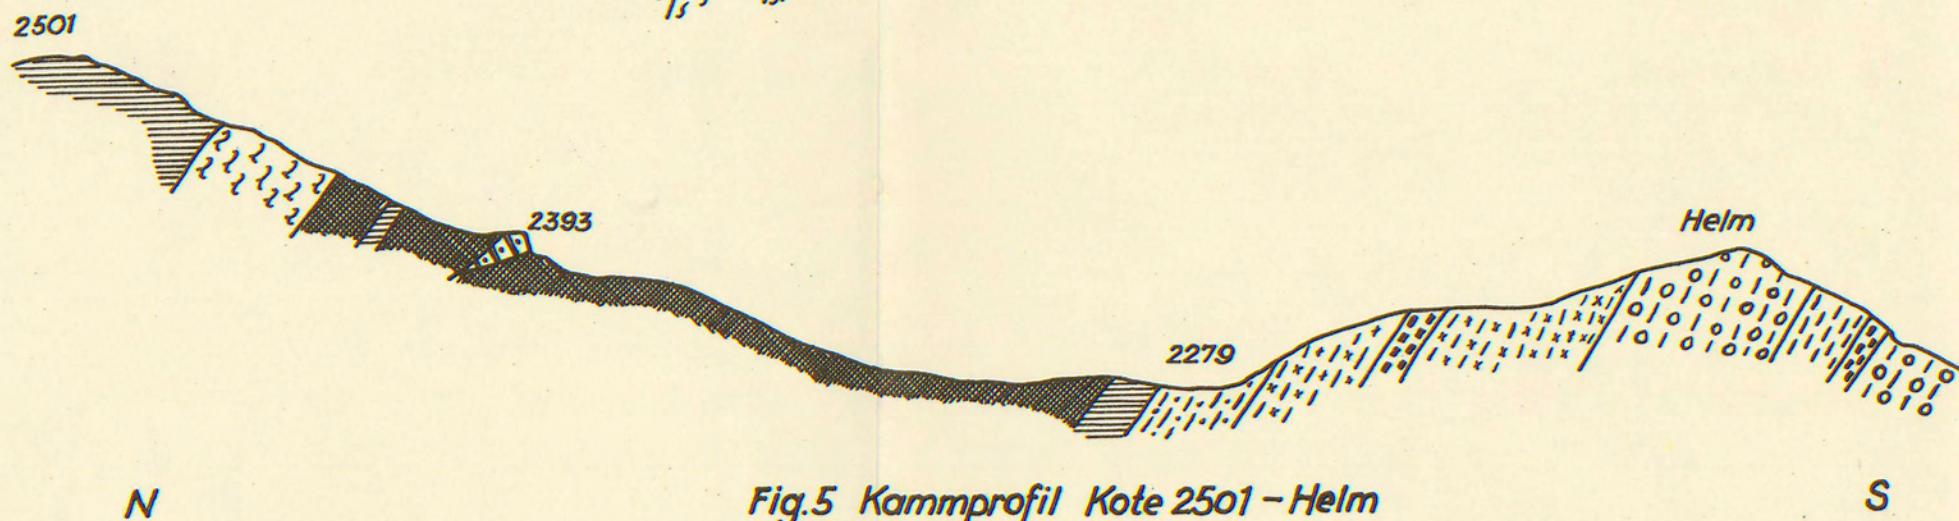 2501
2393
Helm
2279
N
Fig.5 Kammprofil Kote 2501 – Helm
S